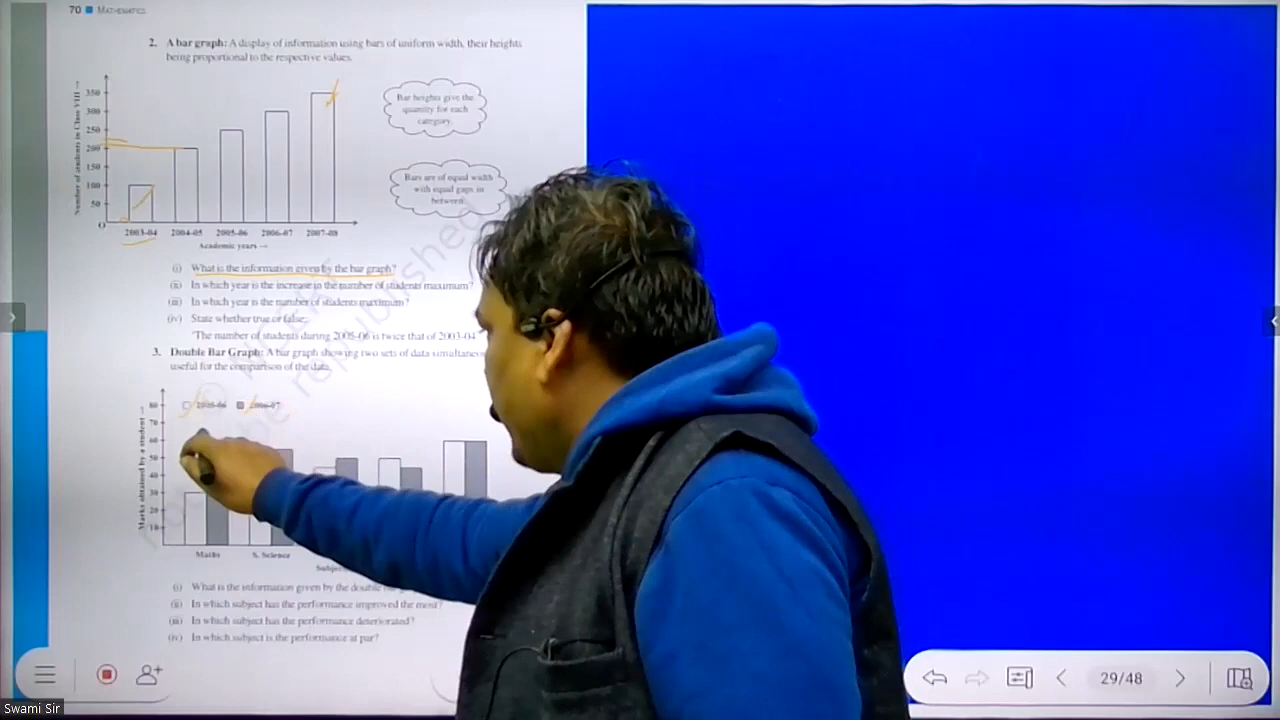 70 MATHEMATICS
2. A bar graph: A display of information using bars of uniform width, their heights
being proportional to the respective values.
Number of students in Class VIII →
350
300
250
200
150
100
50
O
2003-04 2004-05 2005-06 2006-07 2007-08
Academic years →
Bar heights give the
quantity for each
category.
Bars are of equal width
with equal gaps in
between.
(i) What is the information given by the bar graph?
(ii) In which year is the increase in the number of students maximum?
(iii) In which year is the number of students maximum?
(iv) State whether true or false:
'The number of students during 2005-06 is twice that of 2003-04
3. Double Bar Graph: A bar graph showing two sets of data simultaneo
useful for the comparison of the data.
Marks obtained by a student →
80
70
60
50
40
30
20
10
2005-06 2006-07
Maths S. Science
Subjec
(i) What is the information given by the double
(ii) In which subject has the performance improved the most?
(iii) In which subject has the performance deteriorated?
(iv) In which subject is the performance at par?
be republished
29/48
Swami Sir